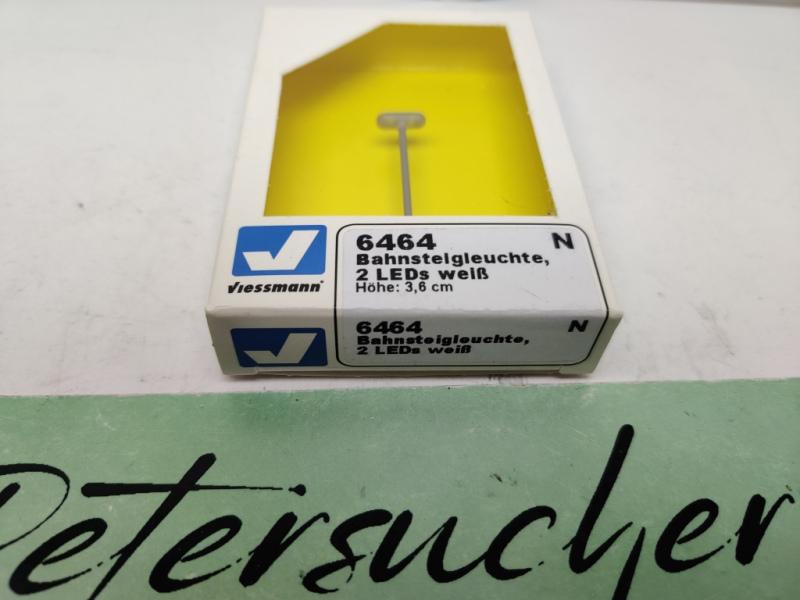 6464 N
Bahnsteigleuchte,
2 LEDs weiß
Höhe: 3,6 cm
Viessmann
6464 N
Bahnsteigleuchte,
2 LEDs weiß
Petersucher